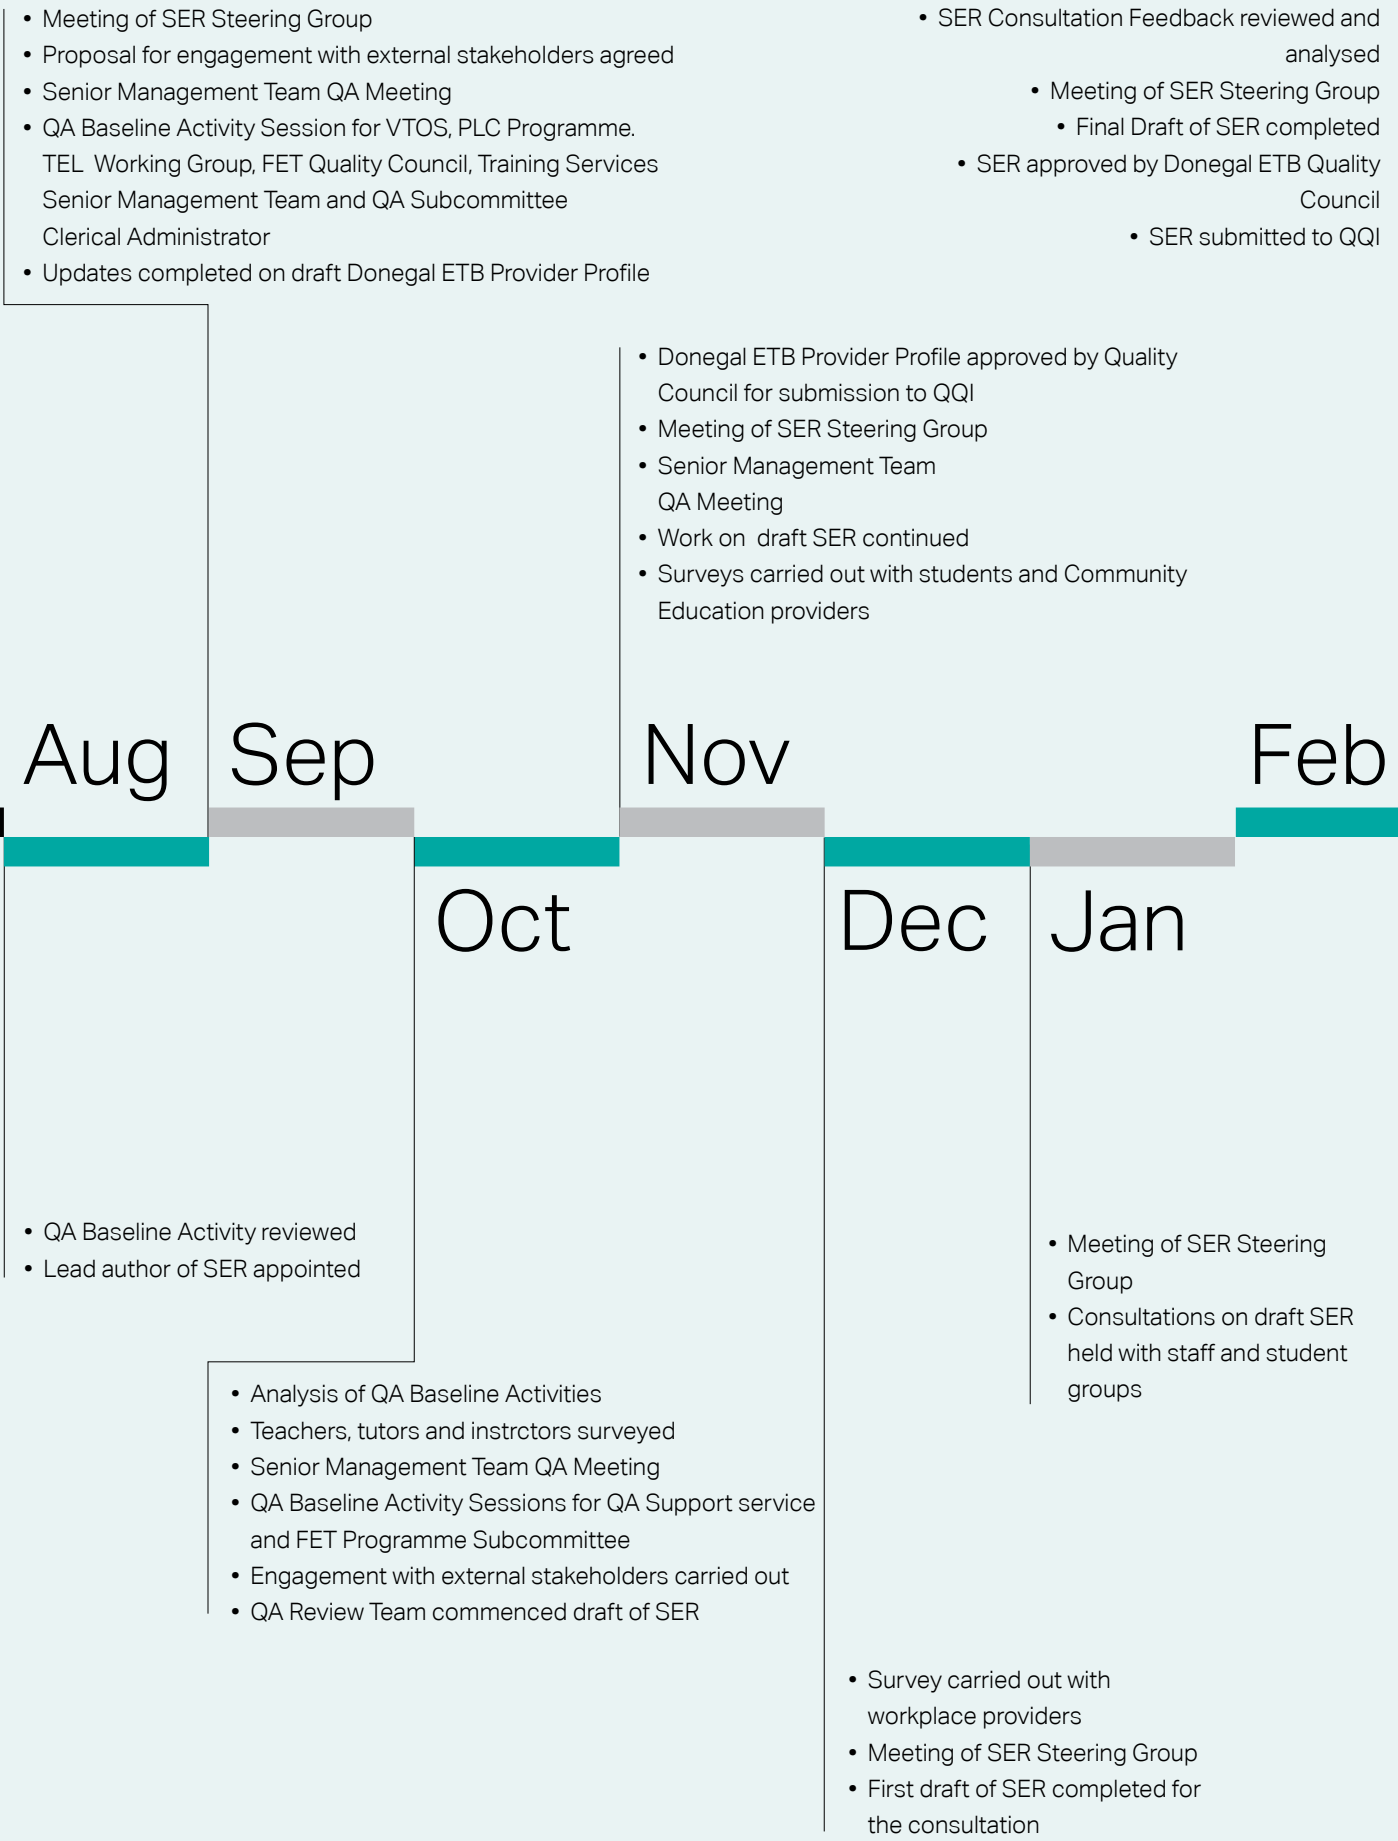 • Meeting of SER Steering Group
• Proposal for engagement with external stakeholders agreed
• Senior Management Team QA Meeting
• QA Baseline Activity Session for VTOS, PLC Programme.
TEL Working Group, FET Quality Council, Training Services
Senior Management Team and QA Subcommittee
Clerical Administrator
• Updates completed on draft Donegal ETB Provider Profile
• SER Consultation Feedback reviewed and
analysed
• Meeting of SER Steering Group
• Final Draft of SER completed
• SER approved by Donegal ETB Quality
Council
• SER submitted to QQI
• Donegal ETB Provider Profile approved by Quality
Council for submission to QQI
• Meeting of SER Steering Group
• Senior Management Team
QA Meeting
• Work on draft SER continued
• Surveys carried out with students and Community
Education providers
Aug
Sep
Nov
Feb
Oct
Dec
Jan
• QA Baseline Activity reviewed
• Lead author of SER appointed
• Meeting of SER Steering
Group
• Consultations on draft SER
held with staff and student
groups
• Analysis of QA Baseline Activities
• Teachers, tutors and instrctors surveyed
• Senior Management Team QA Meeting
• QA Baseline Activity Sessions for QA Support service
and FET Programme Subcommittee
• Engagement with external stakeholders carried out
• QA Review Team commenced draft of SER
• Survey carried out with
workplace providers
• Meeting of SER Steering Group
• First draft of SER completed for
the consultation